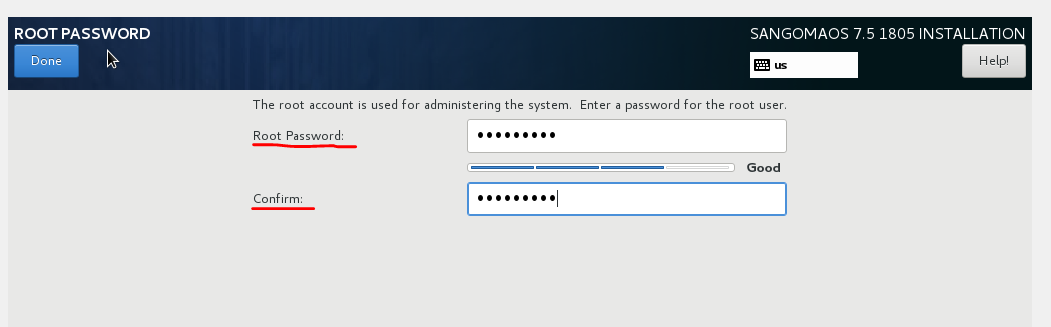 ROOT PASSWORD
SANGOMAOS 7.5 1805 INSTALLATION
Done
us
Help!
The root account is used for administering the system. Enter a password for the root user.
Root Password:
•••••••••
Good
Confirm:
•••••••••